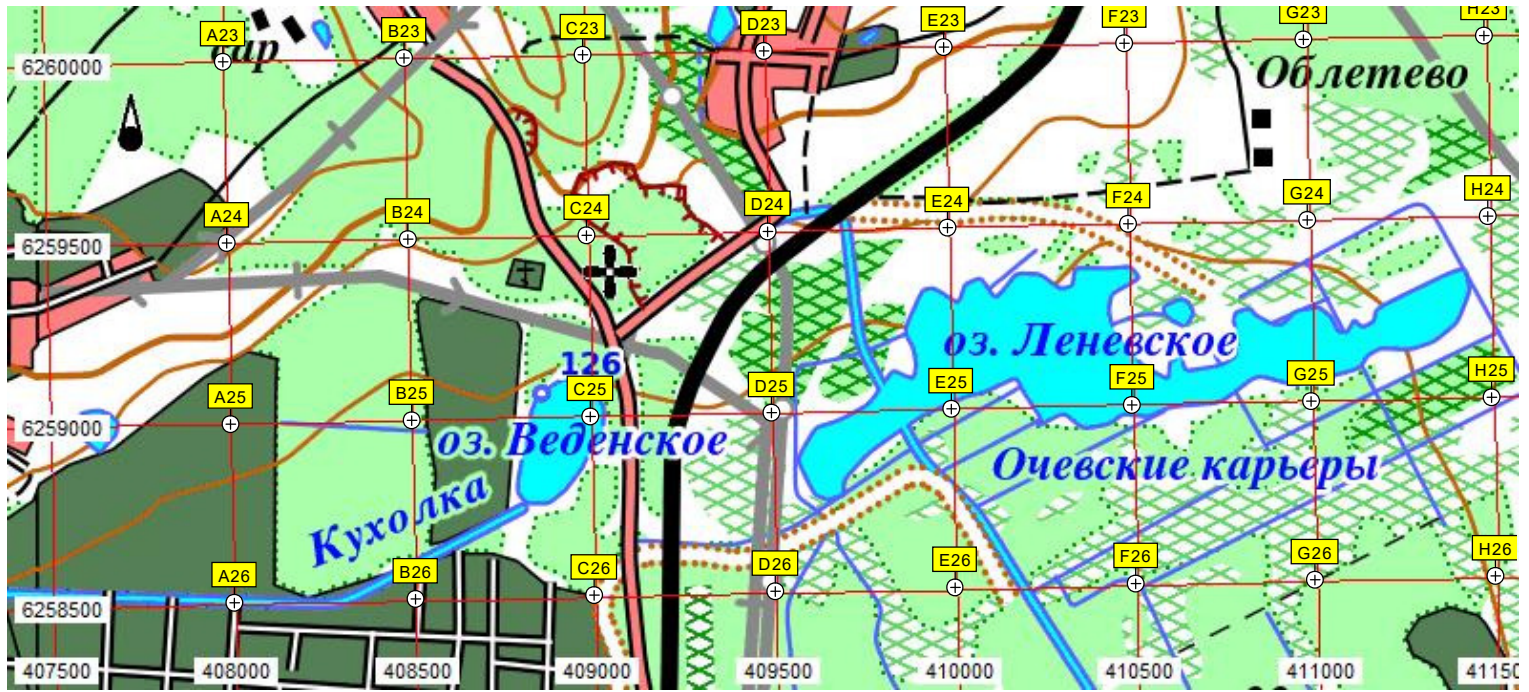 A23 B23 C23 D23 E23 F23 G23 H23
6260000
Облетево
A24 B24 C24 D24 E24 F24 G24 H24
6259500
оз. Леневское
126
A25 B25 C25 D25 E25 F25 G25 H25
6259000
оз. Веденское
Очевские карьеры
Кухолка
A26 B26 C26 D26 E26 F26 G26 H26
6258500
407500 408000 408500 409000 409500 410000 410500 411000